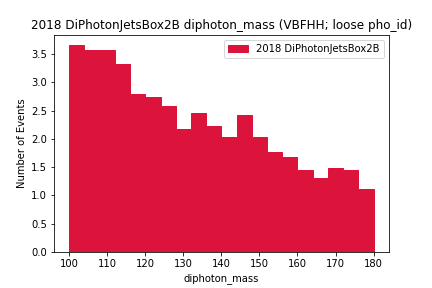 2018 DiPhotonJetsBox2B diphoton_mass (VBFHH; loose pho_id)
2018 DiPhotonJetsBox2B
Number of Events
3.5
3.0
2.5
2.0
1.5
1.0
0.5
0.0
100 110 120 130 140 150 160 170 180
diphoton_mass